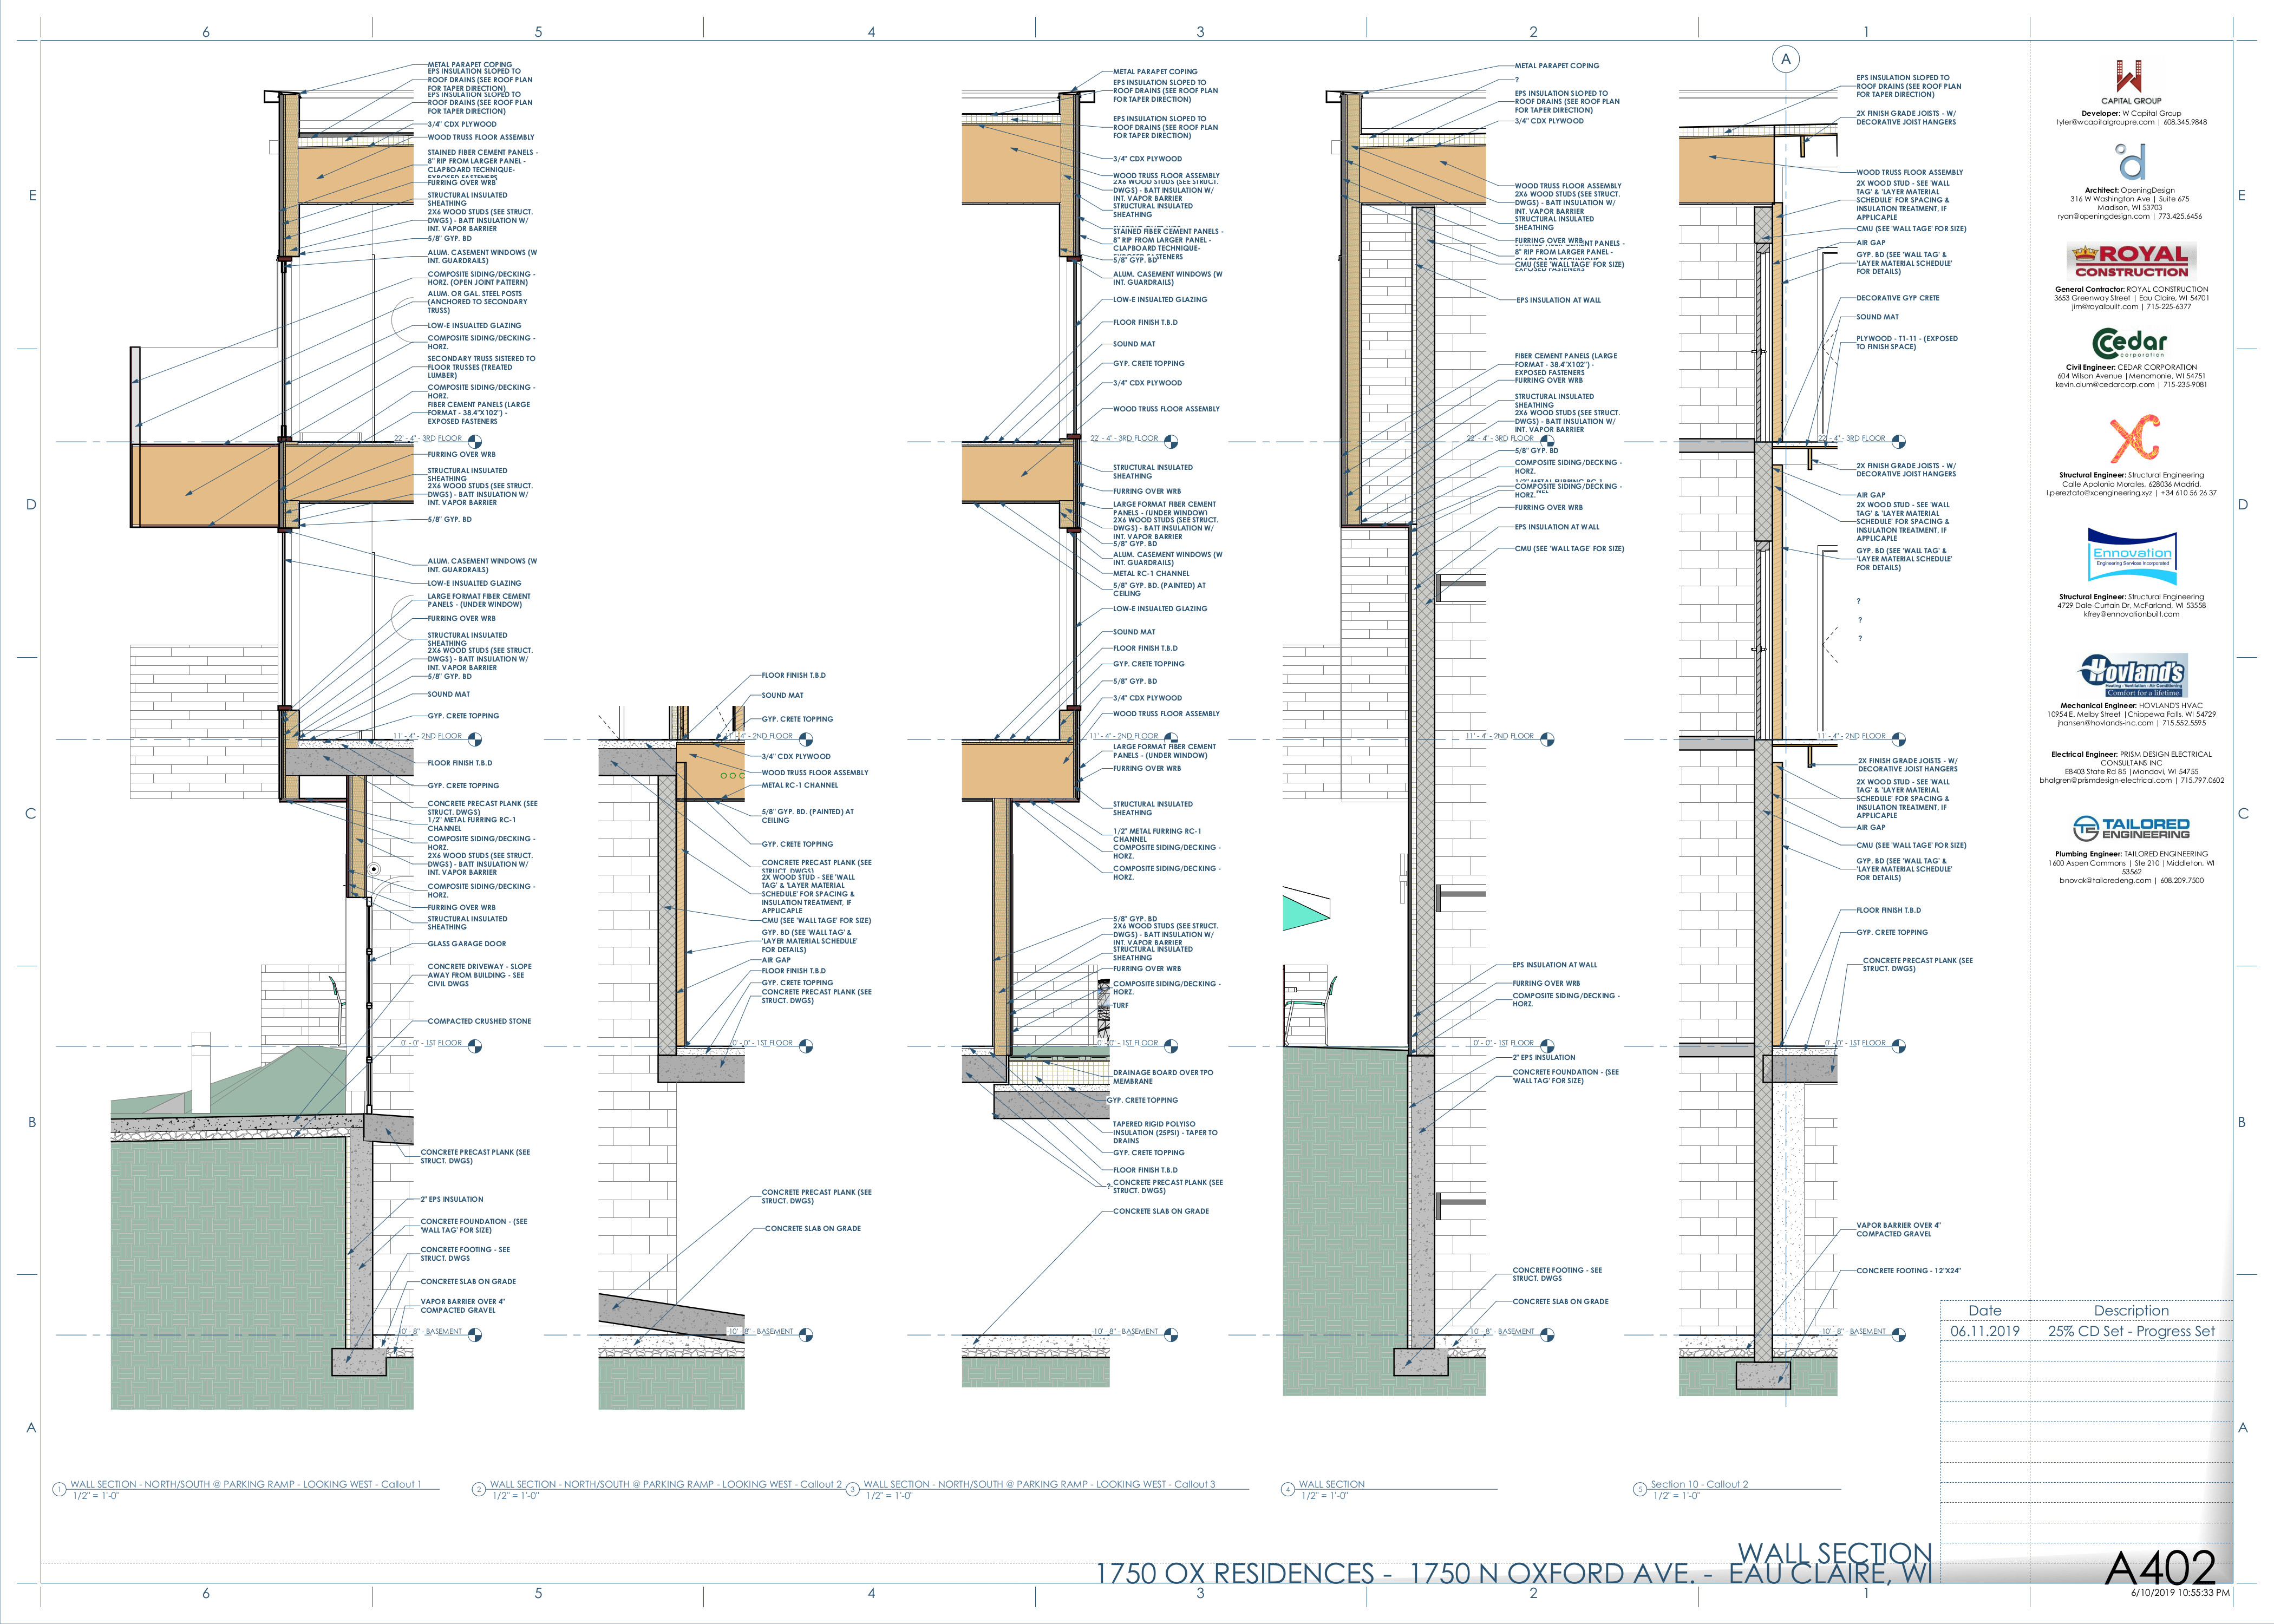 6
5
4
3
2
1
E
D
C
B
A
METAL PARAPET COPING
EPS INSULATION SLOPED TO
ROOF DRAINS (SEE ROOF PLAN
FOR TAPER DIRECTION)
EPS INSULATION SLOPED TO
ROOF DRAINS (SEE ROOF PLAN
FOR TAPER DIRECTION)
3/4" CDX PLYWOOD
WOOD TRUSS FLOOR ASSEMBLY
STAINED FIBER CEMENT PANELS -
8" RIP FROM LARGER PANEL -
CLAPBOARD TECHNIQUE-
EXPOSED FASTENERS
FURRING OVER WRB
STRUCTURAL INSULATED
SHEATHING
2X6 WOOD STUDS (SEE STRUCT.
DWGS) - BATT INSULATION W/
INT. VAPOR BARRIER
5/8" GYP. BD
ALUM. CASEMENT WINDOWS (W
INT. GUARDRAILS)
COMPOSITE SIDING/DECKING -
HORZ. (OPEN JOINT PATTERN)
ALUM. OR GAL. STEEL POSTS
(ANCHORED TO SECONDARY
TRUSS)
LOW-E INSUALTED GLAZING
COMPOSITE SIDING/DECKING -
HORZ.
SECONDARY TRUSS SISTERED TO
FLOOR TRUSSES (TREATED
LUMBER)
COMPOSITE SIDING/DECKING -
HORZ.
FIBER CEMENT PANELS (LARGE
FORMAT - 38.4"X102") -
EXPOSED FASTENERS
22' - 4" - 3RD FLOOR
FURRING OVER WRB
STRUCTURAL INSULATED
SHEATHING
2X6 WOOD STUDS (SEE STRUCT.
DWGS) - BATT INSULATION W/
INT. VAPOR BARRIER
5/8" GYP. BD
ALUM. CASEMENT WINDOWS (W
INT. GUARDRAILS)
LOW-E INSUALTED GLAZING
LARGE FORMAT FIBER CEMENT
PANELS - (UNDER WINDOW)
FURRING OVER WRB
STRUCTURAL INSULATED
SHEATHING
2X6 WOOD STUDS (SEE STRUCT.
DWGS) - BATT INSULATION W/
INT. VAPOR BARRIER
5/8" GYP. BD
SOUND MAT
GYP. CRETE TOPPING
11' - 4" - 2ND FLOOR
FLOOR FINISH T.B.D
GYP. CRETE TOPPING
CONCRETE PRECAST PLANK (SEE
STRUCT. DWGS)
1/2" METAL FURRING RC-1
CHANNEL
COMPOSITE SIDING/DECKING -
HORZ.
2X6 WOOD STUDS (SEE STRUCT.
DWGS) - BATT INSULATION W/
INT. VAPOR BARRIER
COMPOSITE SIDING/DECKING -
HORZ.
FURRING OVER WRB
STRUCTURAL INSULATED
SHEATHING
GLASS GARAGE DOOR
CONCRETE DRIVEWAY - SLOPE
AWAY FROM BUILDING - SEE
CIVIL DWGS
COMPACTED CRUSHED STONE
0' - 0" - 1ST FLOOR
CONCRETE PRECAST PLANK (SEE
STRUCT. DWGS)
2" EPS INSULATION
CONCRETE FOUNDATION - (SEE
'WALL TAG' FOR SIZE)
CONCRETE FOOTING - SEE
STRUCT. DWGS
CONCRETE SLAB ON GRADE
VAPOR BARRIER OVER 4"
COMPACTED GRAVEL
-10' - 8" - BASEMENT
FLOOR FINISH T.B.D
SOUND MAT
GYP. CRETE TOPPING
11' - 4" - 2ND FLOOR
3/4" CDX PLYWOOD
WOOD TRUSS FLOOR ASSEMBLY
METAL RC-1 CHANNEL
5/8" GYP. BD. (PAINTED) AT
CEILING
GYP. CRETE TOPPING
CONCRETE PRECAST PLANK (SEE
STRUCT. DWGS)
2X WOOD STUD - SEE 'WALL
TAG' & 'LAYER MATERIAL
SCHEDULE' FOR SPACING &
INSULATION TREATMENT, IF
APPLICAPLE
CMU (SEE 'WALL TAGE' FOR SIZE)
GYP. BD (SEE 'WALL TAG' &
'LAYER MATERIAL SCHEDULE'
FOR DETAILS)
AIR GAP
FLOOR FINISH T.B.D
GYP. CRETE TOPPING
CONCRETE PRECAST PLANK (SEE
STRUCT. DWGS)
0' - 0" - 1ST FLOOR
CONCRETE PRECAST PLANK (SEE
STRUCT. DWGS)
CONCRETE SLAB ON GRADE
-10' - 8" - BASEMENT
METAL PARAPET COPING
EPS INSULATION SLOPED TO
ROOF DRAINS (SEE ROOF PLAN
FOR TAPER DIRECTION)
EPS INSULATION SLOPED TO
ROOF DRAINS (SEE ROOF PLAN
FOR TAPER DIRECTION)
3/4" CDX PLYWOOD
WOOD TRUSS FLOOR ASSEMBLY
2X6 WOOD STUDS (SEE STRUCT.
DWGS) - BATT INSULATION W/
INT. VAPOR BARRIER
STRUCTURAL INSULATED
SHEATHING
STAINED FIBER CEMENT PANELS -
8" RIP FROM LARGER PANEL -
CLAPBOARD TECHNIQUE-
EXPOSED FASTENERS
5/8" GYP. BD
ALUM. CASEMENT WINDOWS (W
INT. GUARDRAILS)
LOW-E INSUALTED GLAZING
FLOOR FINISH T.B.D
SOUND MAT
GYP. CRETE TOPPING
3/4" CDX PLYWOOD
WOOD TRUSS FLOOR ASSEMBLY
22' - 4" - 3RD FLOOR
STRUCTURAL INSULATED
SHEATHING
FURRING OVER WRB
LARGE FORMAT FIBER CEMENT
PANELS - (UNDER WINDOW)
2X6 WOOD STUDS (SEE STRUCT.
DWGS) - BATT INSULATION W/
INT. VAPOR BARRIER
5/8" GYP. BD
ALUM. CASEMENT WINDOWS (W
INT. GUARDRAILS)
METAL RC-1 CHANNEL
5/8" GYP. BD. (PAINTED) AT
CEILING
LOW-E INSUALTED GLAZING
SOUND MAT
FLOOR FINISH T.B.D
GYP. CRETE TOPPING
5/8" GYP. BD
3/4" CDX PLYWOOD
WOOD TRUSS FLOOR ASSEMBLY
11' - 4" - 2ND FLOOR
LARGE FORMAT FIBER CEMENT
PANELS - (UNDER WINDOW)
FURRING OVER WRB
STRUCTURAL INSULATED
SHEATHING
1/2" METAL FURRING RC-1
CHANNEL
COMPOSITE SIDING/DECKING -
HORZ.
COMPOSITE SIDING/DECKING -
HORZ.
5/8" GYP. BD
2X6 WOOD STUDS (SEE STRUCT.
DWGS) - BATT INSULATION W/
INT. VAPOR BARRIER
STRUCTURAL INSULATED
SHEATHING
FURRING OVER WRB
COMPOSITE SIDING/DECKING -
HORZ.
TURF
0' - 0" - 1ST FLOOR
DRAINAGE BOARD OVER TPO
MEMBRANE
GYP. CRETE TOPPING
TAPERED RIGID POLYISO
INSULATION (25PSI) - TAPER TO
DRAINS
GYP. CRETE TOPPING
FLOOR FINISH T.B.D
? CONCRETE PRECAST PLANK (SEE
STRUCT. DWGS)
CONCRETE SLAB ON GRADE
-10' - 8" - BASEMENT
METAL PARAPET COPING
?
EPS INSULATION SLOPED TO
ROOF DRAINS (SEE ROOF PLAN
FOR TAPER DIRECTION)
3/4" CDX PLYWOOD
WOOD TRUSS FLOOR ASSEMBLY
2X6 WOOD STUDS (SEE STRUCT.
DWGS) - BATT INSULATION W/
INT. VAPOR BARRIER
STRUCTURAL INSULATED
SHEATHING
FURRING OVER WRB
8" RIP FROM LARGER PANEL -
CMU (SEE 'WALL TAGE' FOR SIZE)
EPS INSULATION AT WALL
FIBER CEMENT PANELS (LARGE
FORMAT - 38.4"X102") -
EXPOSED FASTENERS
FURRING OVER WRB
STRUCTURAL INSULATED
SHEATHING
2X6 WOOD STUDS (SEE STRUCT.
DWGS) - BATT INSULATION W/
INT. VAPOR BARRIER
22' - 4" - 3RD FLOOR
5/8" GYP. BD
COMPOSITE SIDING/DECKING -
HORZ.
COMPOSITE SIDING/DECKING -
HORZ.
FURRING OVER WRB
EPS INSULATION AT WALL
CMU (SEE 'WALL TAGE' FOR SIZE)
11' - 4" - 2ND FLOOR
EPS INSULATION AT WALL
FURRING OVER WRB
COMPOSITE SIDING/DECKING -
HORZ.
0' - 0" - 1ST FLOOR
2" EPS INSULATION
CONCRETE FOUNDATION - (SEE
'WALL TAG' FOR SIZE)
CONCRETE FOOTING - SEE
STRUCT. DWGS
CONCRETE SLAB ON GRADE
-10' - 8" - BASEMENT
A
EPS INSULATION SLOPED TO
ROOF DRAINS (SEE ROOF PLAN
FOR TAPER DIRECTION)
2X FINISH GRADE JOISTS - W/
DECORATIVE JOIST HANGERS
WOOD TRUSS FLOOR ASSEMBLY
2X WOOD STUD - SEE 'WALL
TAG' & 'LAYER MATERIAL
SCHEDULE' FOR SPACING &
INSULATION TREATMENT, IF
APPLICAPLE
CMU (SEE 'WALL TAGE' FOR SIZE)
AIR GAP
GYP. BD (SEE 'WALL TAG' &
'LAYER MATERIAL SCHEDULE'
FOR DETAILS)
DECORATIVE GYP CRETE
SOUND MAT
PLYWOOD - T1-11 - (EXPOSED
TO FINISH SPACE)
22' - 4" - 3RD FLOOR
2X FINISH GRADE JOISTS - W/
DECORATIVE JOIST HANGERS
AIR GAP
2X WOOD STUD - SEE 'WALL
TAG' & 'LAYER MATERIAL
SCHEDULE' FOR SPACING &
INSULATION TREATMENT, IF
APPLICAPLE
GYP. BD (SEE 'WALL TAG' &
'LAYER MATERIAL SCHEDULE'
FOR DETAILS)
?
?
?
11' - 4" - 2ND FLOOR
2X FINISH GRADE JOISTS - W/
DECORATIVE JOIST HANGERS
2X WOOD STUD - SEE 'WALL
TAG' & 'LAYER MATERIAL
SCHEDULE' FOR SPACING &
INSULATION TREATMENT, IF
APPLICAPLE
AIR GAP
CMU (SEE 'WALL TAGE' FOR SIZE)
GYP. BD (SEE 'WALL TAG' &
'LAYER MATERIAL SCHEDULE'
FOR DETAILS)
FLOOR FINISH T.B.D
GYP. CRETE TOPPING
CONCRETE PRECAST PLANK (SEE
STRUCT. DWGS)
0' - 0" - 1ST FLOOR
VAPOR BARRIER OVER 4"
COMPACTED GRAVEL
CONCRETE FOOTING - 12"X24"
-10' - 8" - BASEMENT
1 WALL SECTION - NORTH/SOUTH @ PARKING RAMP - LOOKING WEST - Callout 1
1/2" = 1'-0"
2 WALL SECTION - NORTH/SOUTH @ PARKING RAMP - LOOKING WEST - Callout 2
1/2" = 1'-0"
3 WALL SECTION - NORTH/SOUTH @ PARKING RAMP - LOOKING WEST - Callout 3
1/2" = 1'-0"
4 WALL SECTION
1/2" = 1'-0"
5 Section 10 - Callout 2
1/2" = 1'-0"
W
CAPITAL GROUP
Developer: W Capital Group
tyler@wcapitalgroupre.com | 608.345.9848
d
Architect: OpeningDesign
316 W Washington Ave | Suite 675
Madison, WI 53703
ryan@openingdesign.com | 773.425.6456
ROYAL
CONSTRUCTION
General Contractor: ROYAL CONSTRUCTION
3653 Greenway Street | Eau Claire, WI 54701
jim@royalbuilt.com | 715-225-6377
Cedar
corporation
Civil Engineer: CEDAR CORPORATION
604 Wilson Avenue |Menomonie, WI 54751
kevin.oium@cedarcorp.com | 715-235-9081
XC
Structural Engineer: Structural Engineering
Calle Apolonio Morales, 628036 Madrid,
l.pereztato@xcengineering.xyz | +34 610 56 26 37
Ennovation
Engineering Services Incorporated
Structural Engineer: Structural Engineering
4729 Dale-Curtain Dr, McFarland, WI 53558
kfrey@ennovationbuilt.com
Hovland's
Heating - Ventilation - Air Conditioning
Comfort for a lifetime.
Mechanical Engineer: HOVLAND'S HVAC
10954 E. Melby Street |Chippewa Falls, WI 54729
jhansen@hovlands-inc.com | 715.552.5595
Electrical Engineer: PRISM DESIGN ELECTRICAL
CONSULTANS INC
E8403 State Rd 85 |Mondovi, WI 54755
bhalgren@prismdesign-electrical.com | 715.797.0602
TAILORED
ENGINEERING
Plumbing Engineer: TAILORED ENGINEERING
1600 Aspen Commons | Ste 210 |Middleton, WI
53562
bnovak@tailoredeng.com | 608.209.7500
Date Description
06.11.2019 25% CD Set - Progress Set
WALL SECTION
1750 OX RESIDENCES - 1750 N OXFORD AVE. - EAU CLAIRE, WI
A402
6/10/2019 10:55:33 PM
E
D
C
B
A
6
5
4
3
2
1